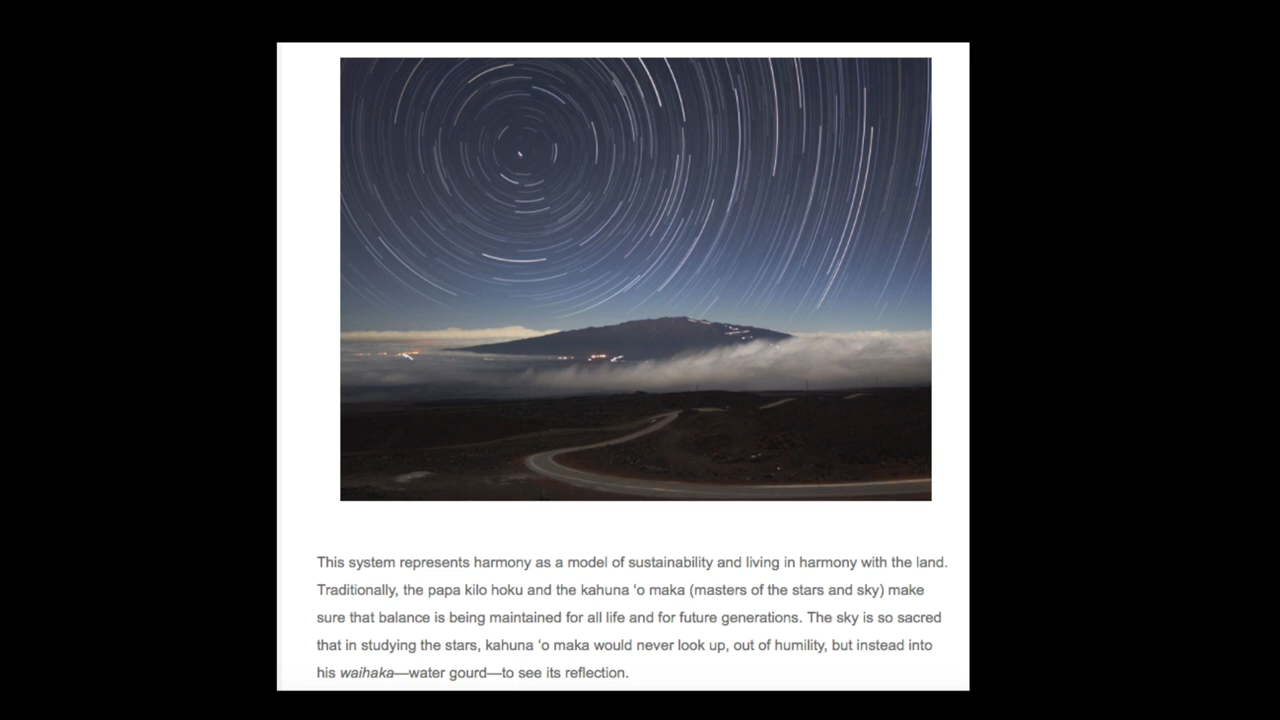 This system represents harmony as a model of sustainability and living in harmony with the land.
Traditionally, the papa kilo hoku and the kahuna ‘o maka (masters of the stars and sky) make
sure that balance is being maintained for all life and for future generations. The sky is so sacred
that in studying the stars, kahuna ‘o maka would never look up, out of humility, but instead into
his waihaka—water gourd—to see its reflection.